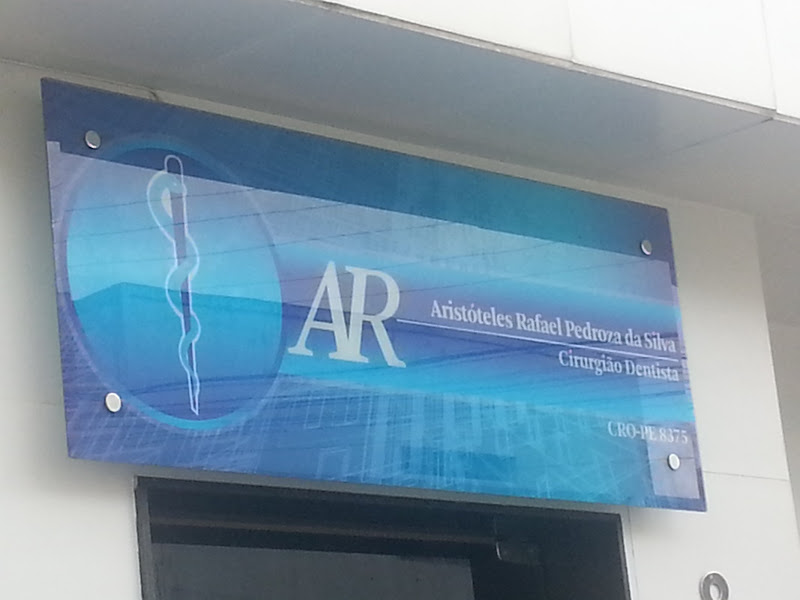 AR
Aristóteles Rafael Pedroza da Silva
Cirurgião Dentista
CRO-PE 8375